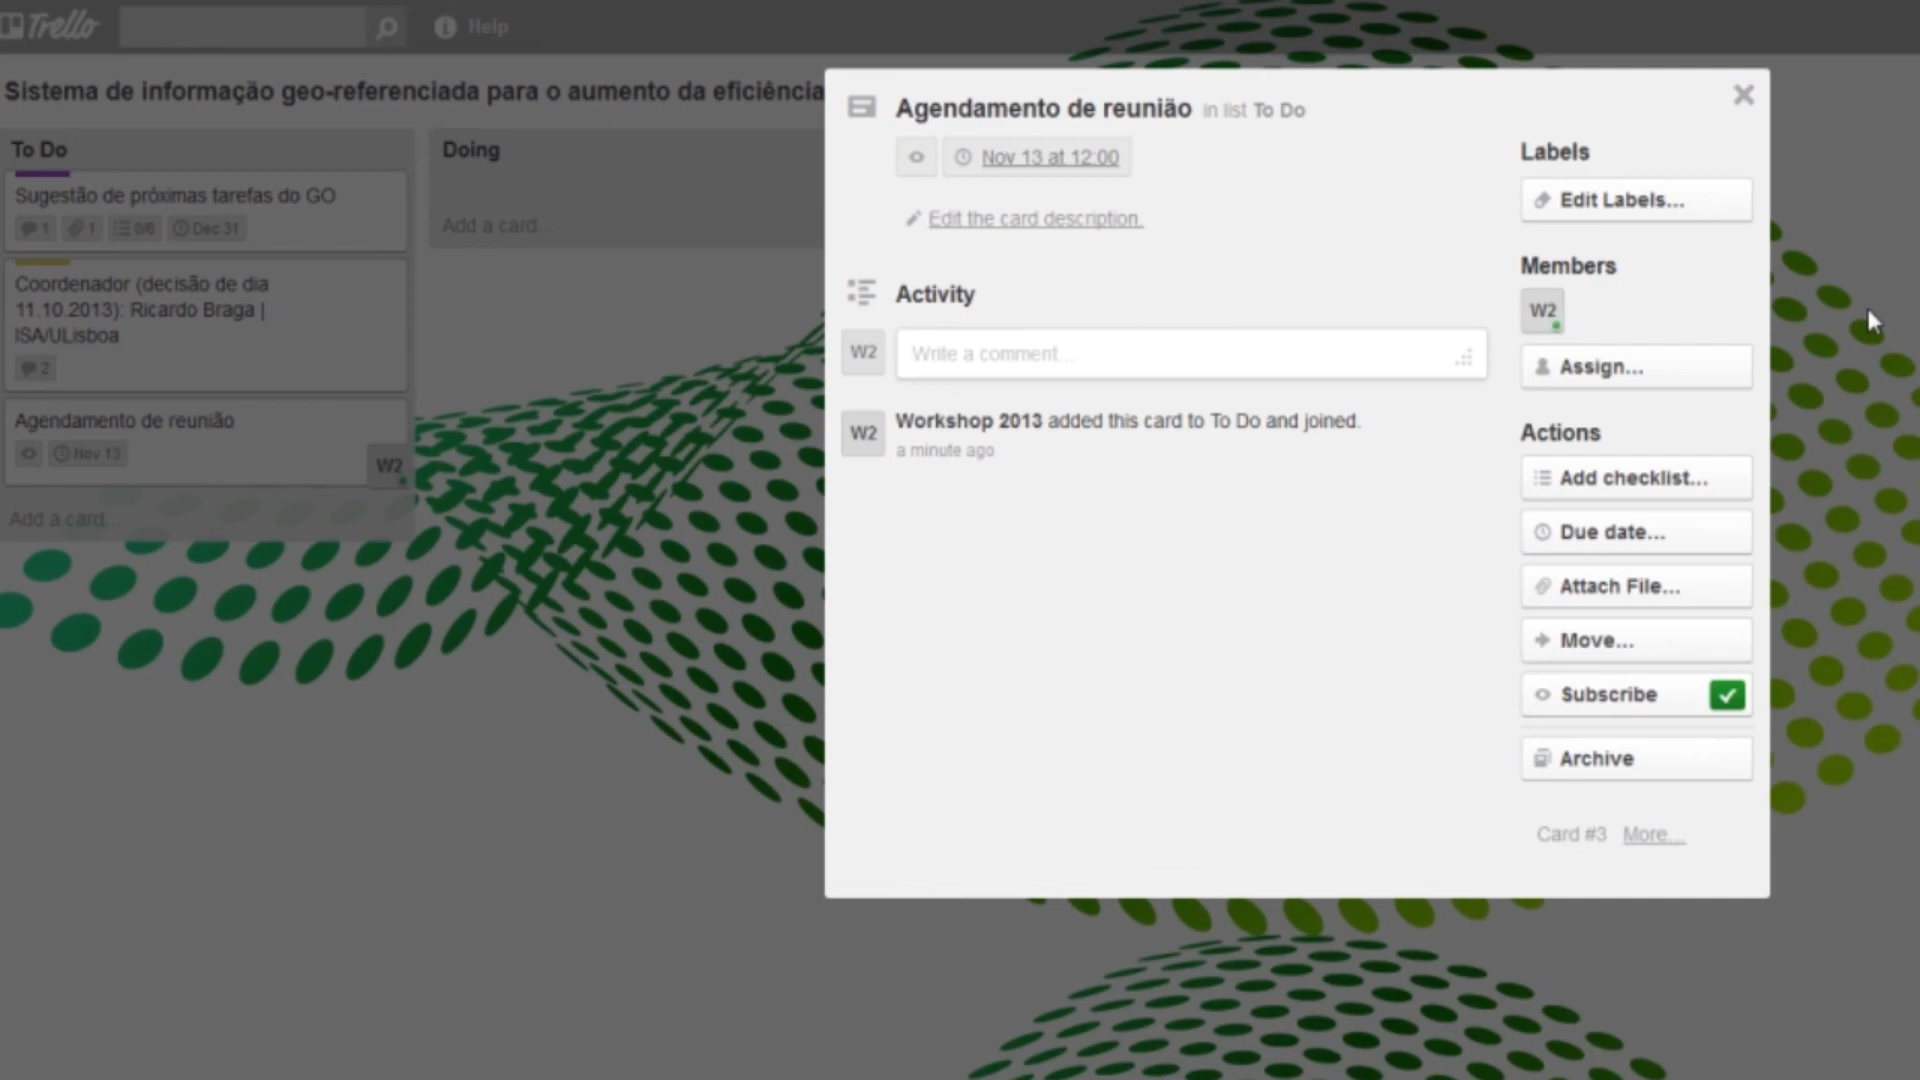 Trello
Help
Sistema de informação geo-referenciada para o aumento da eficiência
To Do
Sugestão de próximas tarefas do GO
1 1 0/6 Dec 31
Coordenador (decisão de dia
11.10.2013): Ricardo Braga |
ISA/ULisboa
2
Agendamento de reunião
Nov 13
W2
Add a card...
Doing
Add a card...
Agendamento de reunião in list To Do
Nov 13 at 12:00
Edit the card description.
Activity
W2
Write a comment...
W2
Workshop 2013 added this card to To Do and joined.
a minute ago
Labels
Edit Labels...
Members
W2
Assign...
Actions
Add checklist...
Due date...
Attach File...
Move...
Subscribe
Archive
Card #3 More...